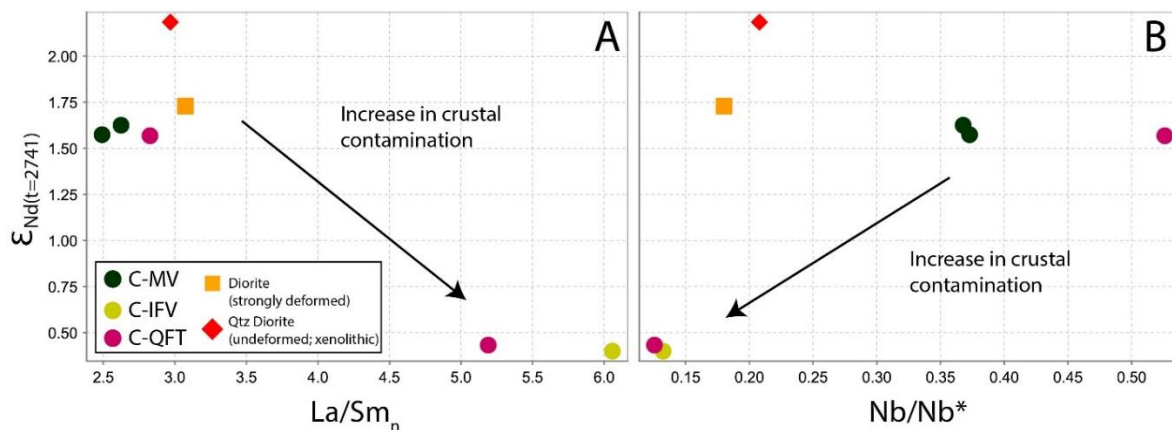 A
B
2.00
1.75
1.50
1.25
1.00
0.75
0.50
εNd(t=2741)
Increase in crustal
contamination
Increase in crustal
contamination
C-MV
C-IFV
C-QFT
Diorite
(strongly deformed)
Qtz Diorite
(undeformed; xenolithic)
2.5 3.0 3.5 4.0 4.5 5.0 5.5 6.0
0.15 0.20 0.25 0.30 0.35 0.40 0.45 0.50
La/Smn
Nb/Nb*